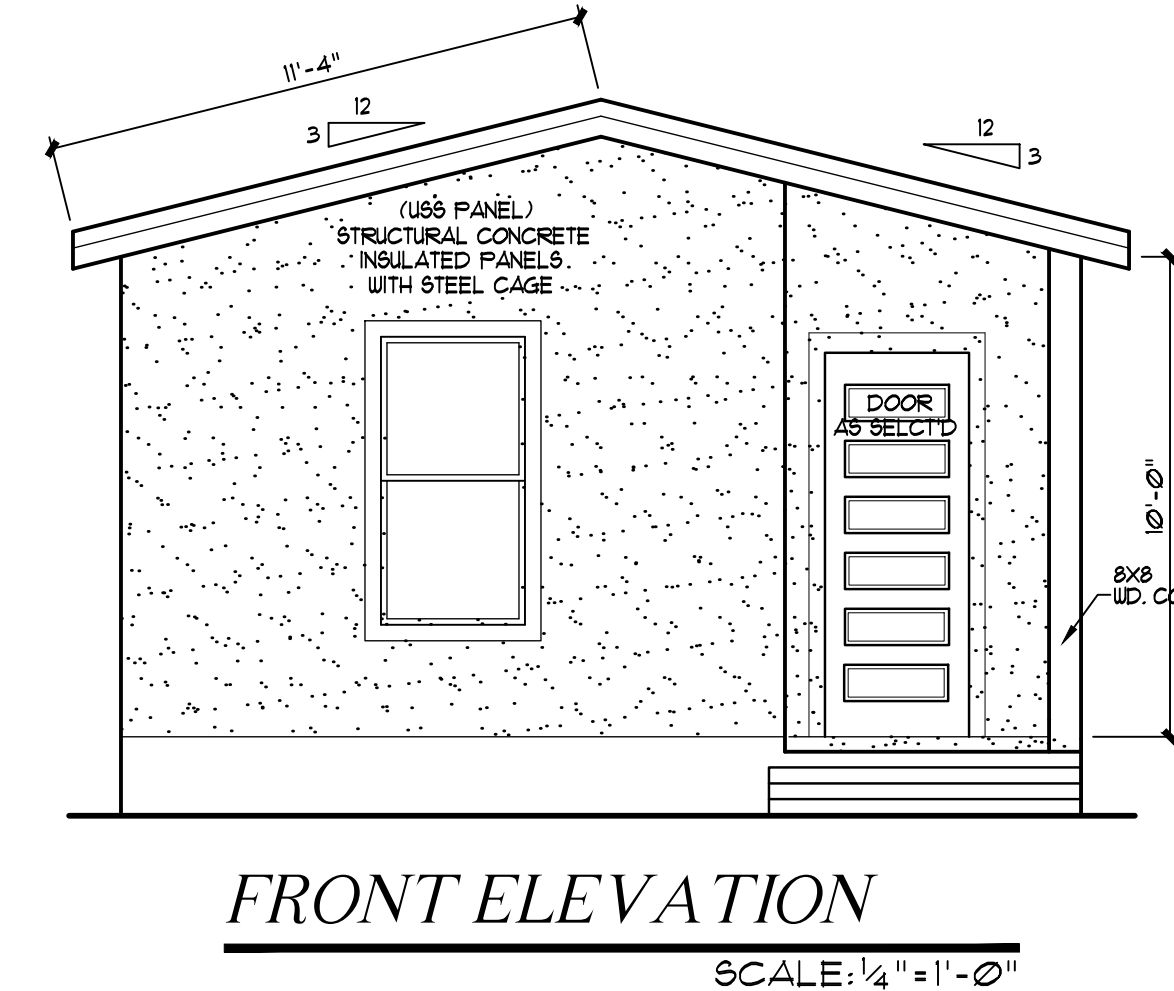 11'-4"
12
3
12
3
(USS PANEL)
STRUCTURAL CONCRETE
INSULATED PANELS
WITH STEEL CAGE
DOOR
AS SELCT'D
10'-0"
8X8
WD.
FRONT ELEVATION
SCALE: 1/4" = 1'-0"